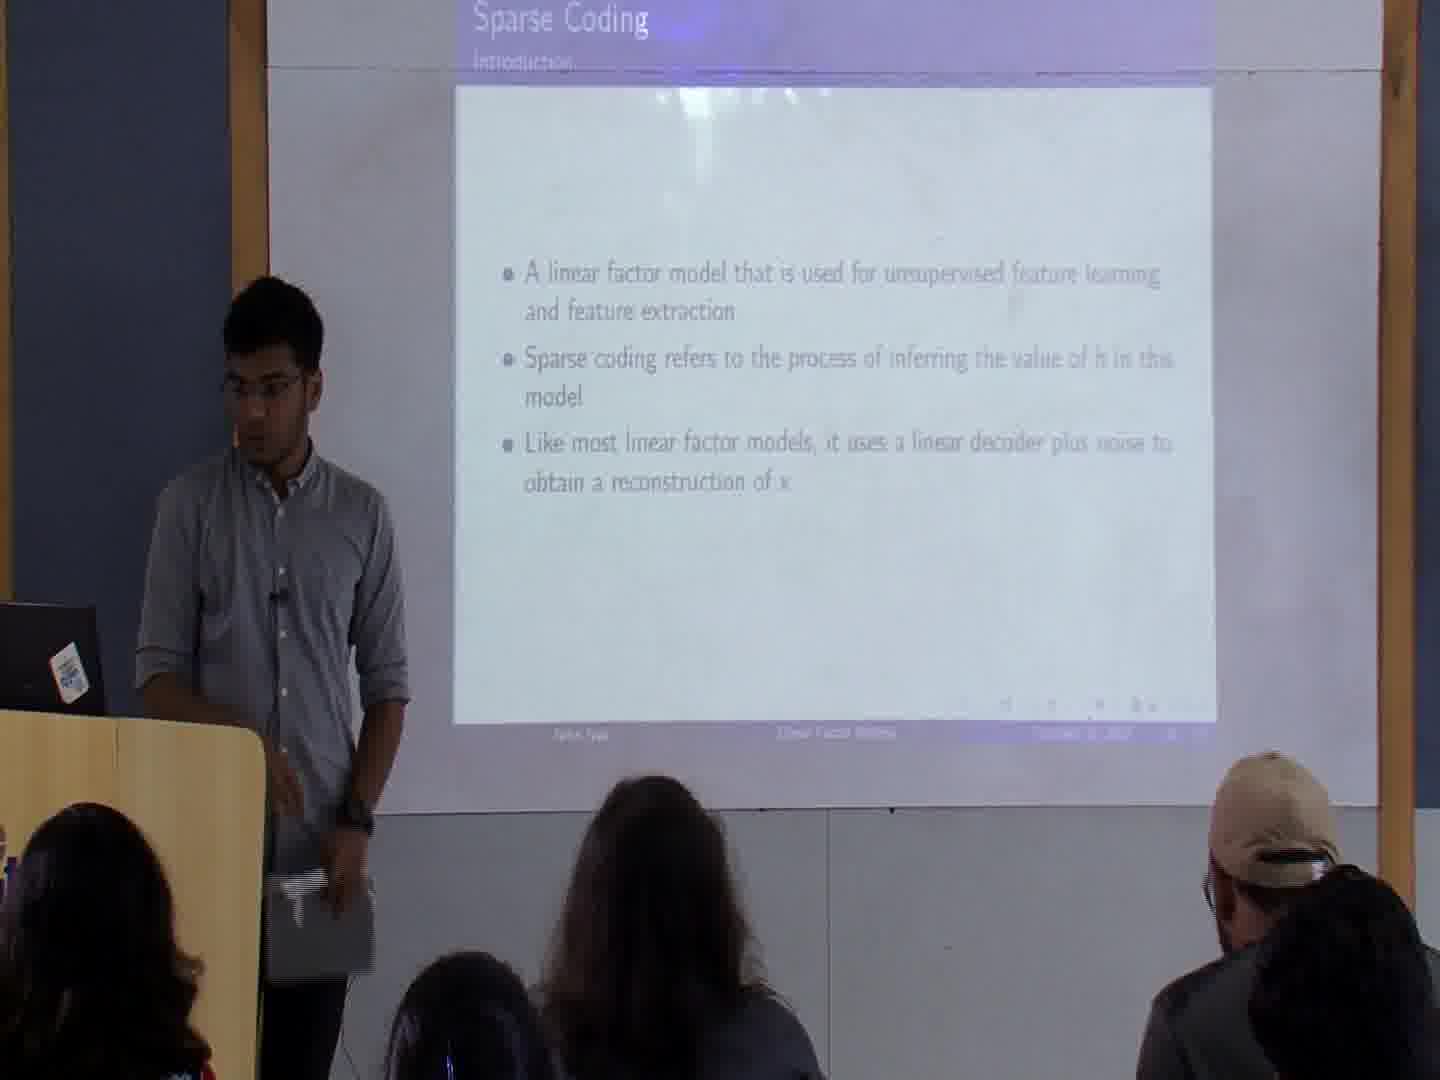 Sparse Coding
Introduction
A linear factor model that is used for unsupervised feature learning
and feature extraction
Sparse coding refers to the process of inferring the value of h in this
model
Like most linear factor models, it uses a linear decoder plus noise to
obtain a reconstruction of x
Linear Factor Models